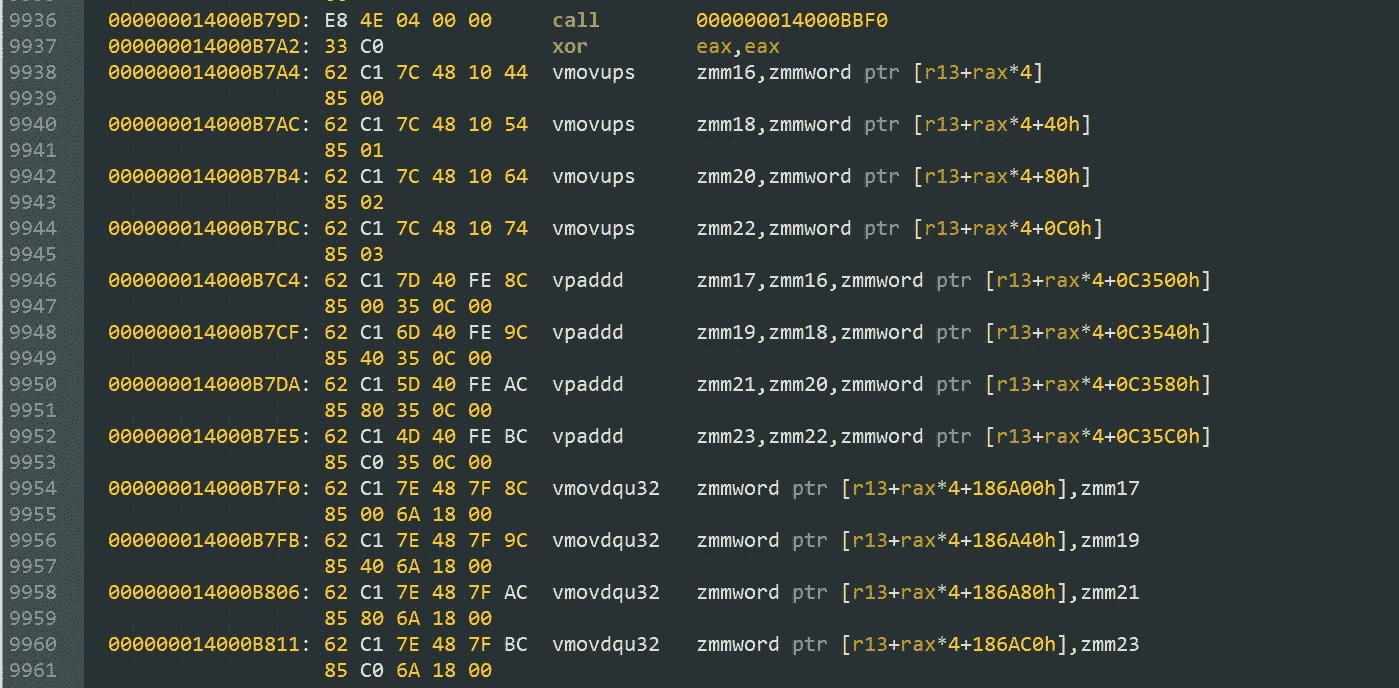 9936 000000014000B79D: E8 4E 04 00 00 call 000000014000BBF0
9937 000000014000B7A2: 33 C0 xor eax,eax
9938 000000014000B7A4: 62 C1 7C 48 10 44 vmovups zmm16,zmmword ptr [r13+rax*4]
9939 85 00
9940 000000014000B7AC: 62 C1 7C 48 10 54 vmovups zmm18,zmmword ptr [r13+rax*4+40h]
9941 85 01
9942 000000014000B7B4: 62 C1 7C 48 10 64 vmovups zmm20,zmmword ptr [r13+rax*4+80h]
9943 85 02
9944 000000014000B7BC: 62 C1 7C 48 10 74 vmovups zmm22,zmmword ptr [r13+rax*4+0C0h]
9945 85 03
9946 000000014000B7C4: 62 C1 7D 40 FE 8C vpaddd zmm17,zmm16,zmmword ptr [r13+rax*4+0C3500h]
9947 85 00 35 0C 00
9948 000000014000B7CF: 62 C1 6D 40 FE 9C vpaddd zmm19,zmm18,zmmword ptr [r13+rax*4+0C3540h]
9949 85 40 35 0C 00
9950 000000014000B7DA: 62 C1 5D 40 FE AC vpaddd zmm21,zmm20,zmmword ptr [r13+rax*4+0C3580h]
9951 85 80 35 0C 00
9952 000000014000B7E5: 62 C1 4D 40 FE BC vpaddd zmm23,zmm22,zmmword ptr [r13+rax*4+0C35C0h]
9953 85 C0 35 0C 00
9954 000000014000B7F0: 62 C1 7E 48 7F 8C vmovdqu32 zmmword ptr [r13+rax*4+186A00h],zmm17
9955 85 00 6A 18 00
9956 000000014000B7FB: 62 C1 7E 48 7F 9C vmovdqu32 zmmword ptr [r13+rax*4+186A40h],zmm19
9957 85 40 6A 18 00
9958 000000014000B806: 62 C1 7E 48 7F AC vmovdqu32 zmmword ptr [r13+rax*4+186A80h],zmm21
9959 85 80 6A 18 00
9960 000000014000B811: 62 C1 7E 48 7F BC vmovdqu32 zmmword ptr [r13+rax*4+186AC0h],zmm23
9961 85 C0 6A 18 00